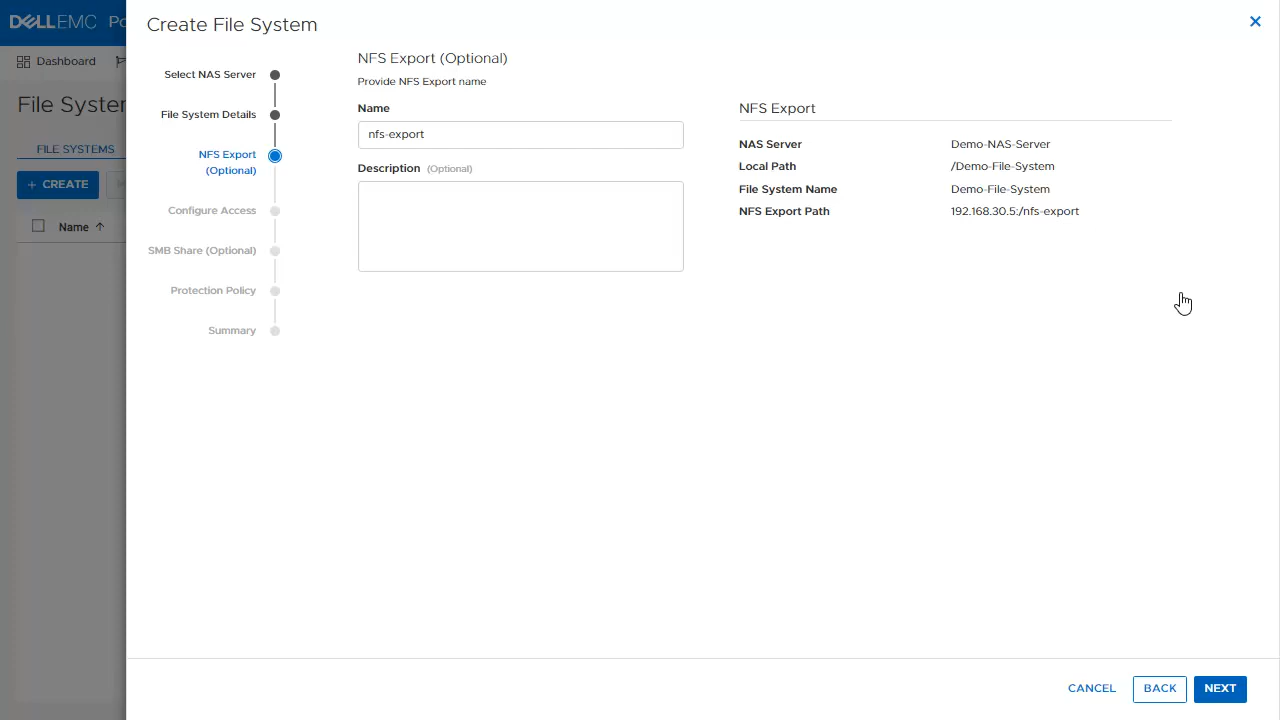 DELLEMC
Create File System
Dashboard
File System
FILE SYSTEMS
+ CREATE
Name
Select NAS Server
File System Details
NFS Export
(Optional)
Configure Access
SMB Share (Optional)
Protection Policy
Summary
NFS Export (Optional)
Provide NFS Export name
Name
nfs-export
Description (Optional)
NFS Export
NAS Server Demo-NAS-Server
Local Path /Demo-File-System
File System Name Demo-File-System
NFS Export Path 192.168.30.5:/nfs-export
CANCEL
BACK
NEXT